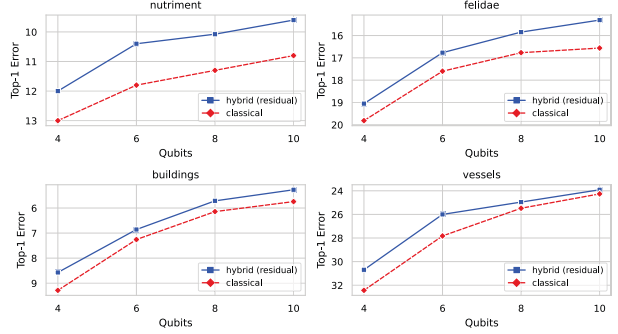 nutriment
Top-1 Error
10
11
12
13
hybrid (residual)
classical
4 6 8 10
Qubits
felidae
Top-1 Error
16
17
18
19
20
hybrid (residual)
classical
4 6 8 10
Qubits
buildings
Top-1 Error
6
7
8
9
hybrid (residual)
classical
4 6 8 10
Qubits
vessels
Top-1 Error
24
26
28
30
32
hybrid (residual)
classical
4 6 8 10
Qubits